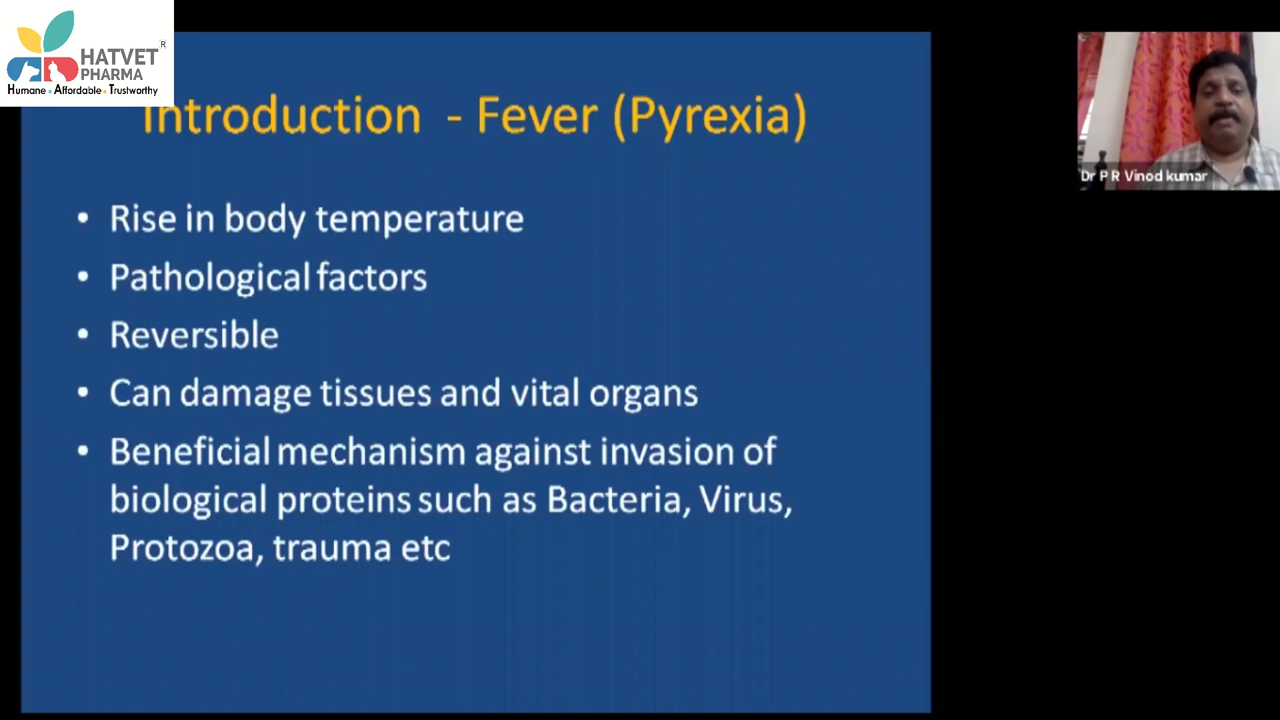 HATVET®
PHARMA
Humane • Affordable • Trustworthy
Introduction - Fever (Pyrexia)
Dr P R Vinod kumar
• Rise in body temperature
• Pathological factors
• Reversible
• Can damage tissues and vital organs
• Beneficial mechanism against invasion of
biological proteins such as Bacteria, Virus,
Protozoa, trauma etc